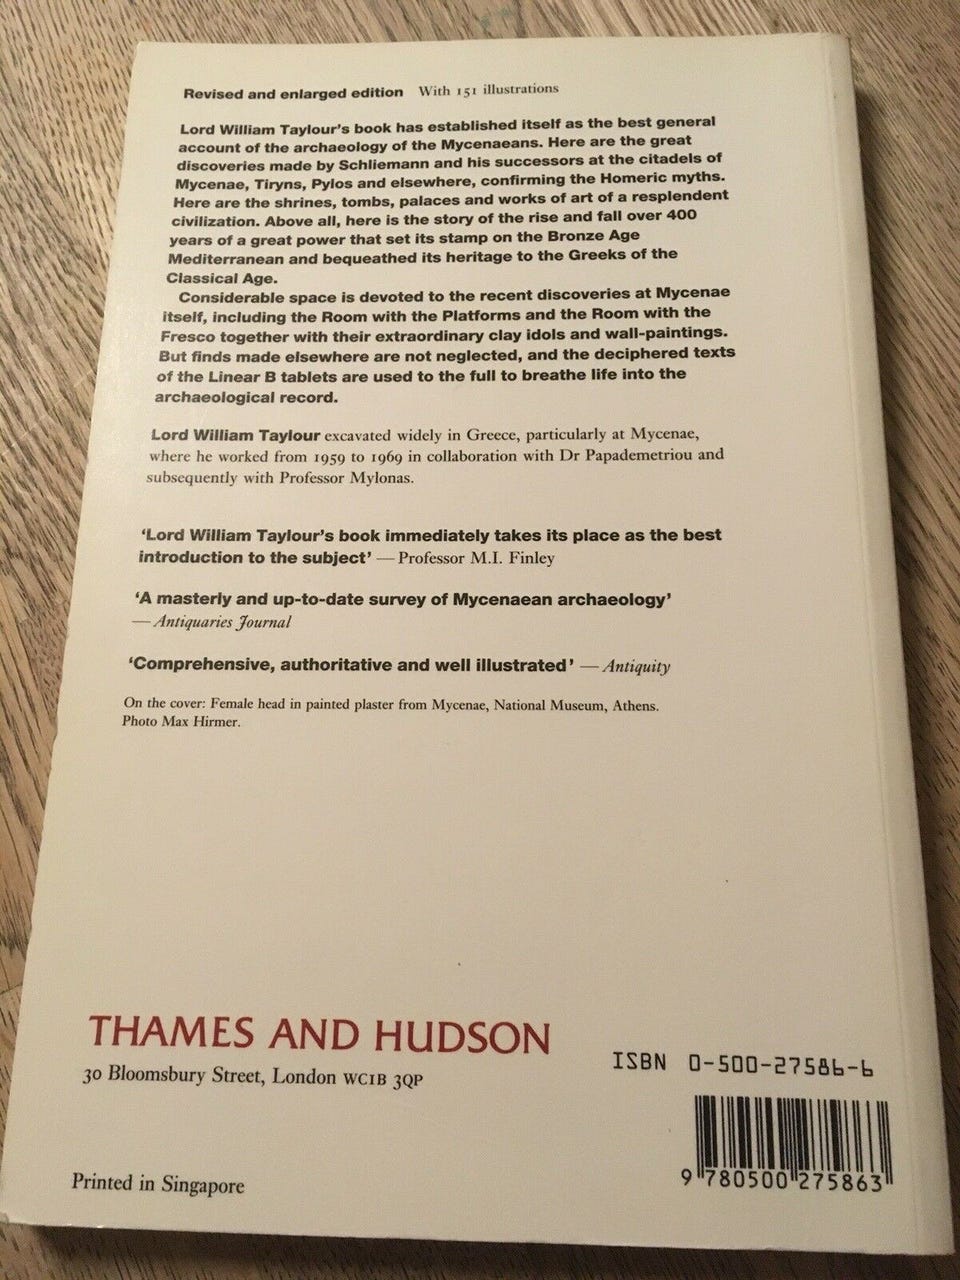 Revised and enlarged edition With 151 illustrations
Lord William Taylour's book has established itself as the best general
account of the archaeology of the Mycenaeans. Here are the great
discoveries made by Schliemann and his successors at the citadels of
Mycenae, Tiryns, Pylos and elsewhere, confirming the Homeric myths.
Here are the shrines, tombs, palaces and works of art of a resplendent
civilization. Above all, here is the story of the rise and fall over 400
years of a great power that set its stamp on the Bronze Age
Mediterranean and bequeathed its heritage to the Greeks of the
Classical Age.
Considerable space is devoted to the recent discoveries at Mycenae
itself, including the Room with the Platforms and the Room with the
Fresco together with their extraordinary clay idols and wall-paintings.
But finds made elsewhere are not neglected, and the deciphered texts
of the Linear B tablets are used to the full to breathe life into the
archaeological record.
Lord William Taylour excavated widely in Greece, particularly at Mycenae,
where he worked from 1959 to 1969 in collaboration with Dr Papademetriou and
subsequently with Professor Mylonas.
'Lord William Taylour's book immediately takes its place as the best
introduction to the subject' — Professor M.I. Finley
'A masterly and up-to-date survey of Mycenaean archaeology'
— Antiquaries Journal
'Comprehensive, authoritative and well illustrated' — Antiquity
On the cover: Female head in painted plaster from Mycenae, National Museum, Athens.
Photo Max Hirmer.
THAMES AND HUDSON
30 Bloomsbury Street, London WC1B 3QP
ISBN 0-500-27586-6
9 780500 275863
Printed in Singapore